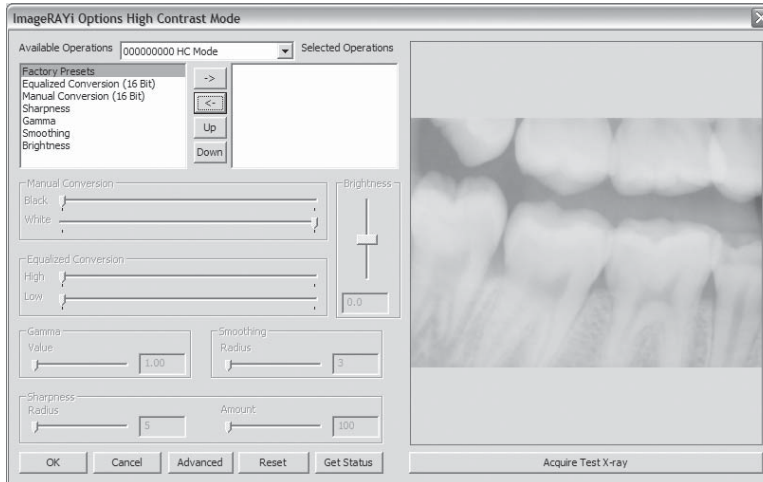 ImageRAYi Options High Contrast Mode
Available Operations
000000000 HC Mode
Selected Operations
Factory Presets
Equalized Conversion (16 Bit)
Manual Conversion (16 Bit)
Sharpness
Gamma
Smoothing
Brightness
->
<-
Up
Down
Manual Conversion
Black
White
Brightness
0.0
Equalized Conversion
High
Low
Gamma
Value
1.00
Smoothing
Radius
3
Sharpness
Radius
5
Amount
100
OK
Cancel
Advanced
Reset
Get Status
Acquire Test X-ray